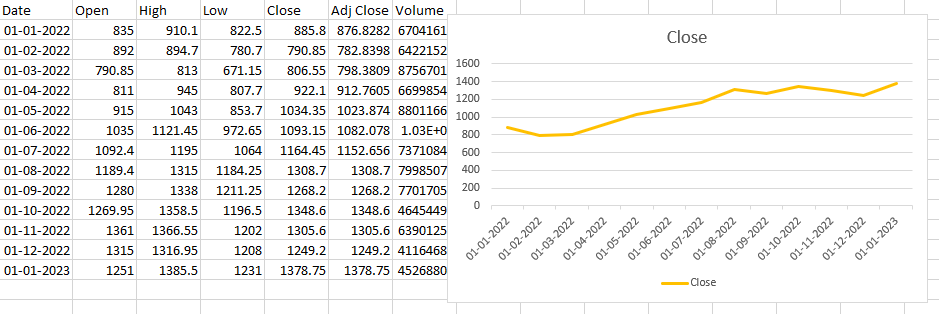 Date Open High Low Close Adj Close Volume
01-01-2022 835 910.1 822.5 885.8 876.8282 6704161
01-02-2022 892 894.7 780.7 790.85 782.8398 6422152
01-03-2022 790.85 813 671.15 806.55 798.3809 8756701
01-04-2022 811 945 807.7 922.1 912.7605 6699854
01-05-2022 915 1043 853.7 1034.35 1023.874 8801166
01-06-2022 1035 1121.45 972.65 1093.15 1082.078 1.03E+0
01-07-2022 1092.4 1195 1064 1164.45 1152.656 7371084
01-08-2022 1189.4 1315 1184.25 1308.7 1308.7 7998507
01-09-2022 1280 1338 1211.25 1268.2 1268.2 7701705
01-10-2022 1269.95 1358.5 1196.5 1348.6 1348.6 4645449
01-11-2022 1361 1366.55 1202 1305.6 1305.6 6390125
01-12-2022 1315 1316.95 1208 1249.2 1249.2 4116468
01-01-2023 1251 1385.5 1231 1378.75 1378.75 4526880
Close
1600
1400
1200
1000
800
600
400
200
0
01-01-2022
01-02-2022
01-03-2022
01-04-2022
01-05-2022
01-06-2022
01-07-2022
01-08-2022
01-09-2022
01-10-2022
01-11-2022
01-12-2022
01-01-2023
Close